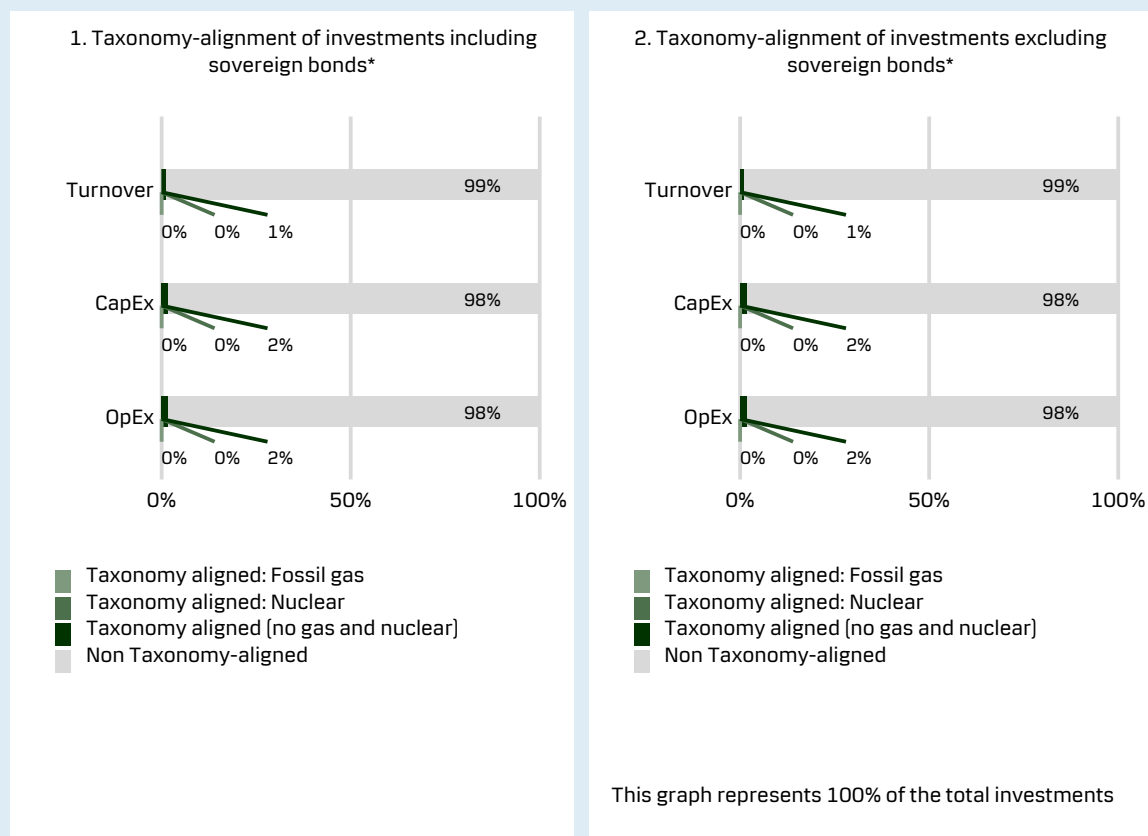 1. Taxonomy-alignment of investments including
sovereign bonds*
Turnover
99%
0% 0% 1%
CapEx
98%
0% 0% 2%
OpEx
98%
0% 0% 2%
0% 50% 100%
Taxonomy aligned: Fossil gas
Taxonomy aligned: Nuclear
Taxonomy aligned (no gas and nuclear)
Non Taxonomy-aligned
2. Taxonomy-alignment of investments excluding
sovereign bonds*
Turnover
99%
0% 0% 1%
CapEx
98%
0% 0% 2%
OpEx
98%
0% 0% 2%
0% 50% 100%
Taxonomy aligned: Fossil gas
Taxonomy aligned: Nuclear
Taxonomy aligned (no gas and nuclear)
Non Taxonomy-aligned
This graph represents 100% of the total investments